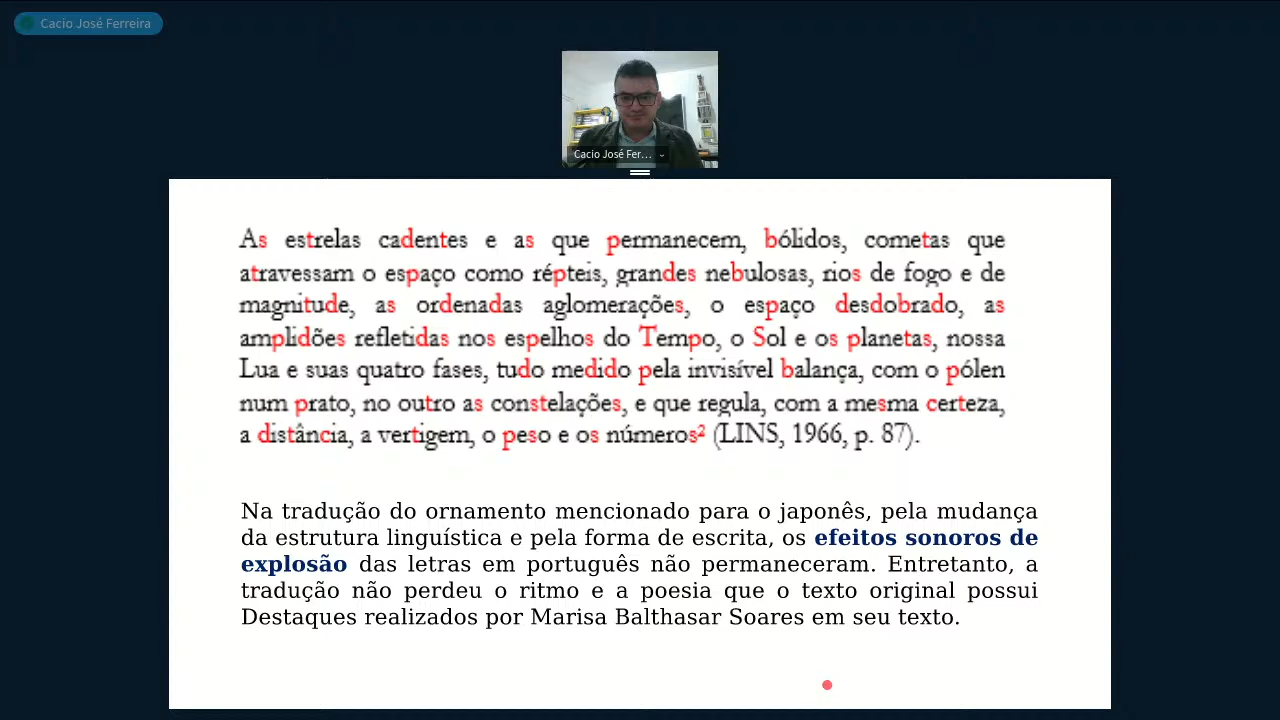 Cacio José Ferreira
Cacio José Fer...
As estrelas cadentes e as que permanecem, bólidos, cometas que
atravessam o espaço como répteis, grandes nebulosas, rios de fogo e de
magnitude, as ordenadas aglomerações, o espaço desdobrado, as
amplidões refletidas nos espelhos do Tempo, o Sol e os planetas, nossa
Lua e suas quatro fases, tudo medido pela invisível balança, com o pólen
num prato, no outro as constelações, e que regula, com a mesma certeza,
a distância, a vertigem, o peso e os números² (LINS, 1966, p. 87).
Na tradução do ornamento mencionado para o japonês, pela mudança
da estrutura linguística e pela forma de escrita, os efeitos sonoros de
explosão das letras em português não permaneceram. Entretanto, a
tradução não perdeu o ritmo e a poesia que o texto original possui
Destaques realizados por Marisa Balthasar Soares em seu texto.